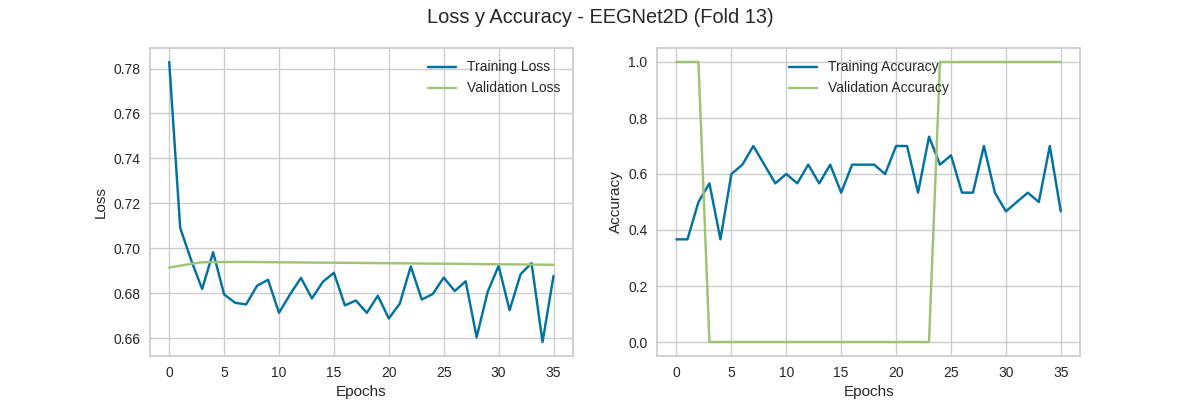 Loss y Accuracy - EEGNet2D (Fold 13)
Training Loss
Validation Loss
0.78
0.76
0.74
0.72
0.70
0.68
0.66
Loss
0 5 10 15 20 25 30 35
Epochs
Training Accuracy
Validation Accuracy
1.0
0.8
0.6
0.4
0.2
0.0
Accuracy
0 5 10 15 20 25 30 35
Epochs